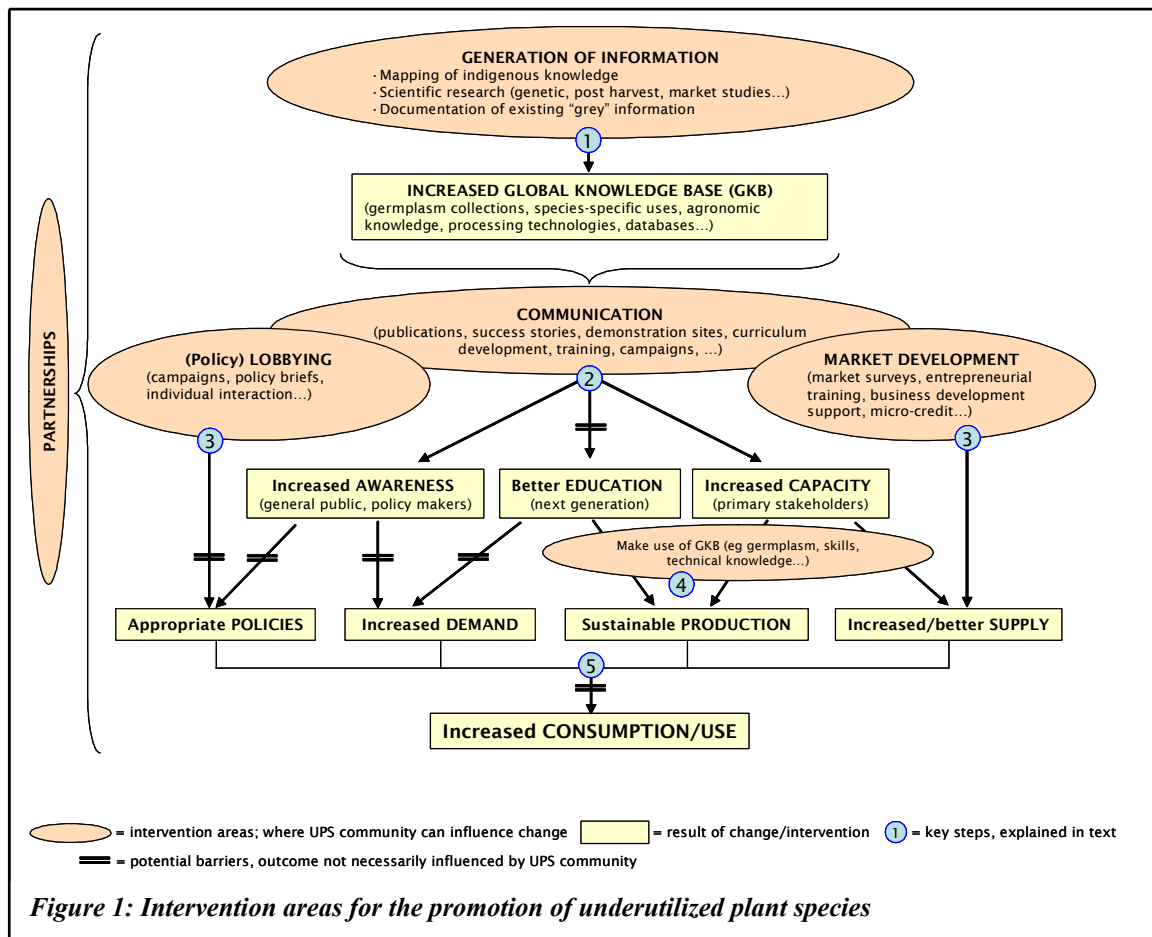 GENERATION OF INFORMATION
· Mapping of indigenous knowledge
· Scientific research (genetic, post harvest, market studies…)
· Documentation of existing “grey” information
1
INCREASED GLOBAL KNOWLEDGE BASE (GKB)
(germplasm collections, species-specific uses, agronomic
knowledge, processing technologies, databases…)
PARTNERSHIPS
COMMUNICATION
(publications, success stories, demonstration sites, curriculum
development, training, campaigns, …)
2
(Policy) LOBBYING
(campaigns, policy briefs,
individual interaction…)
3
MARKET DEVELOPMENT
(market surveys, entrepreneurial
training, business development
support, micro-credit…)
3
Increased AWARENESS
(general public, policy makers)
Better EDUCATION
(next generation)
Increased CAPACITY
(primary stakeholders)
Make use of GKB (eg germplasm, skills,
technical knowledge…)
4
Appropriate POLICIES
Increased DEMAND
Sustainable PRODUCTION
Increased/better SUPPLY
5
Increased CONSUMPTION/USE
= intervention areas; where UPS community can influence change
= result of change/intervention
1
= key steps, explained in text
= potential barriers, outcome not necessarily influenced by UPS community
Figure 1: Intervention areas for the promotion of underutilized plant species